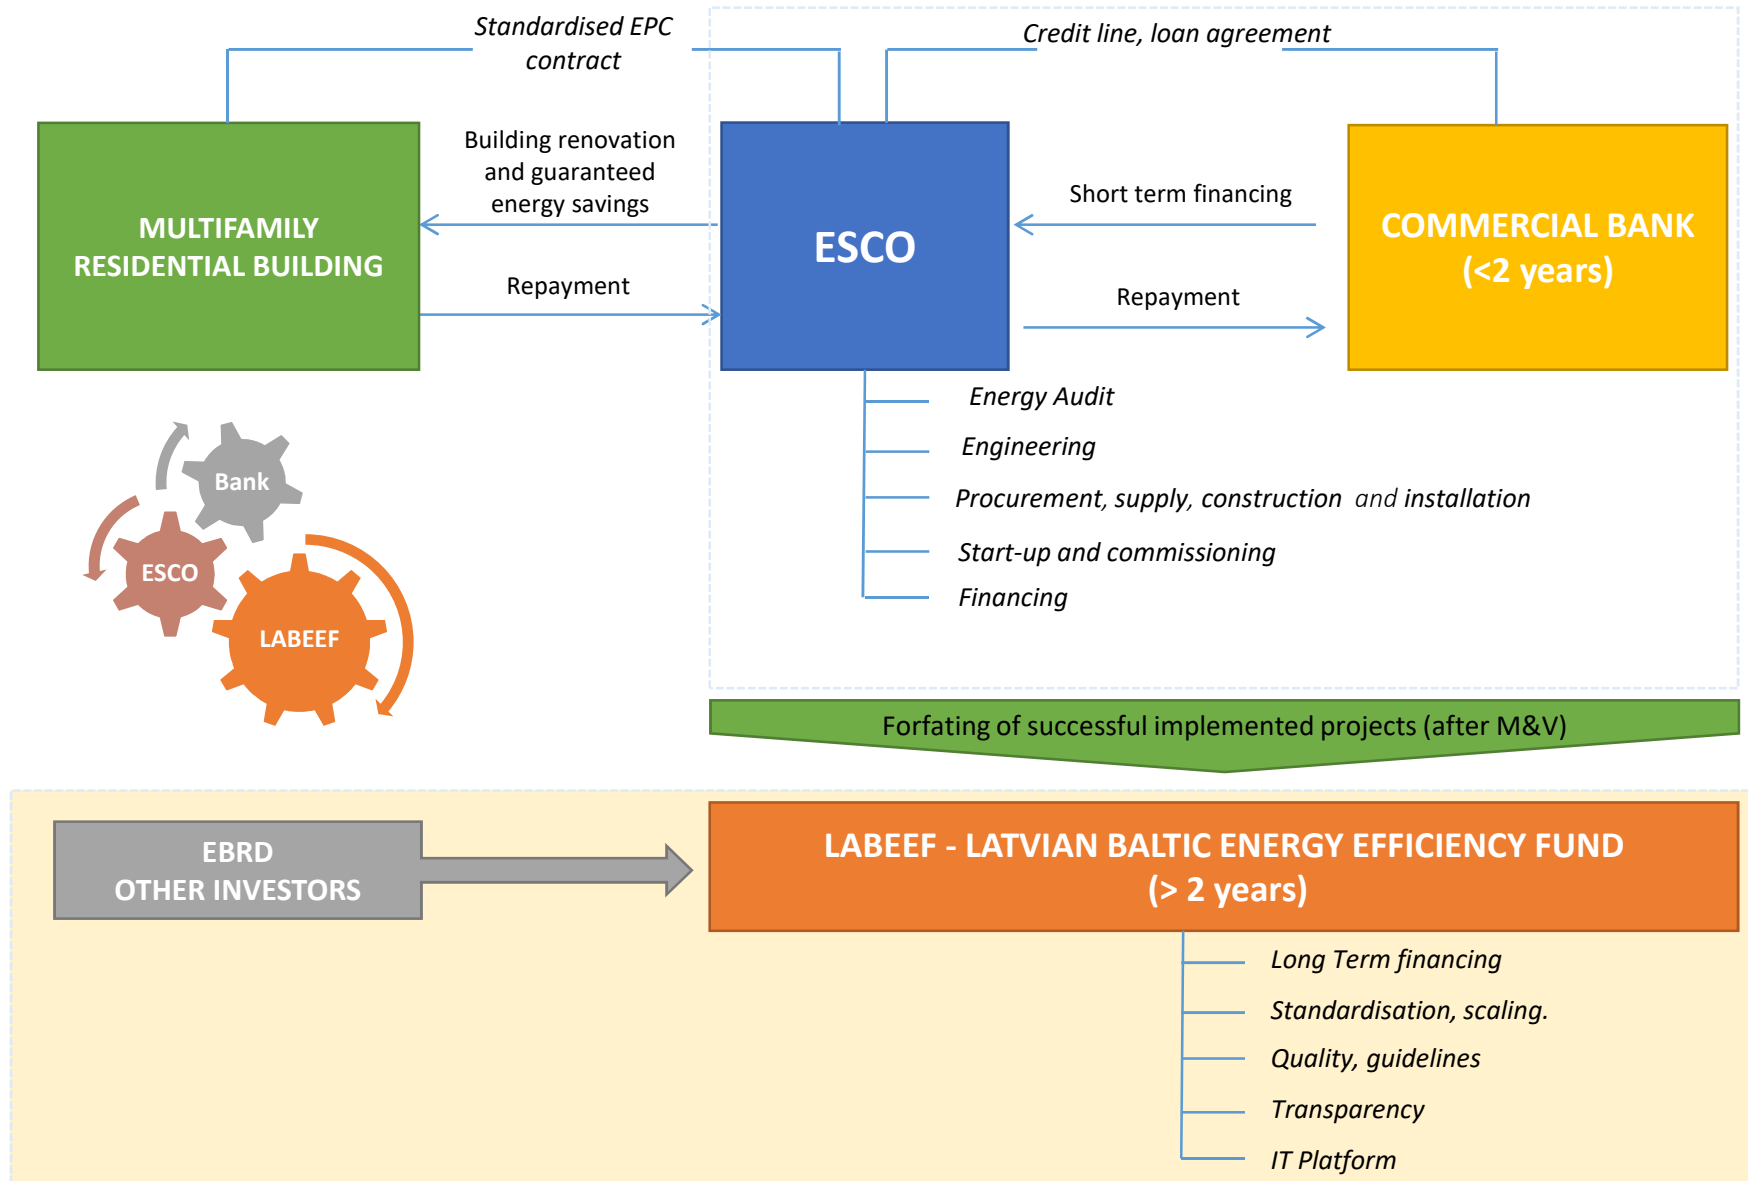 Standardised EPC
contract
Credit line, loan agreement
MULTIFAMILY
RESIDENTIAL BUILDING
Building renovation
and guaranteed
energy savings
Repayment
ESCO
Short term financing
Repayment
COMMERCIAL BANK
(<2 years)
Energy Audit
Engineering
Procurement, supply, construction and installation
Start-up and commissioning
Financing
Bank
ESCO
LABEEF
Forfating of successful implemented projects (after M&V)
EBRD
OTHER INVESTORS
LABEEF - LATVIAN BALTIC ENERGY EFFICIENCY FUND
(> 2 years)
Long Term financing
Standardisation, scaling.
Quality, guidelines
Transparency
IT Platform